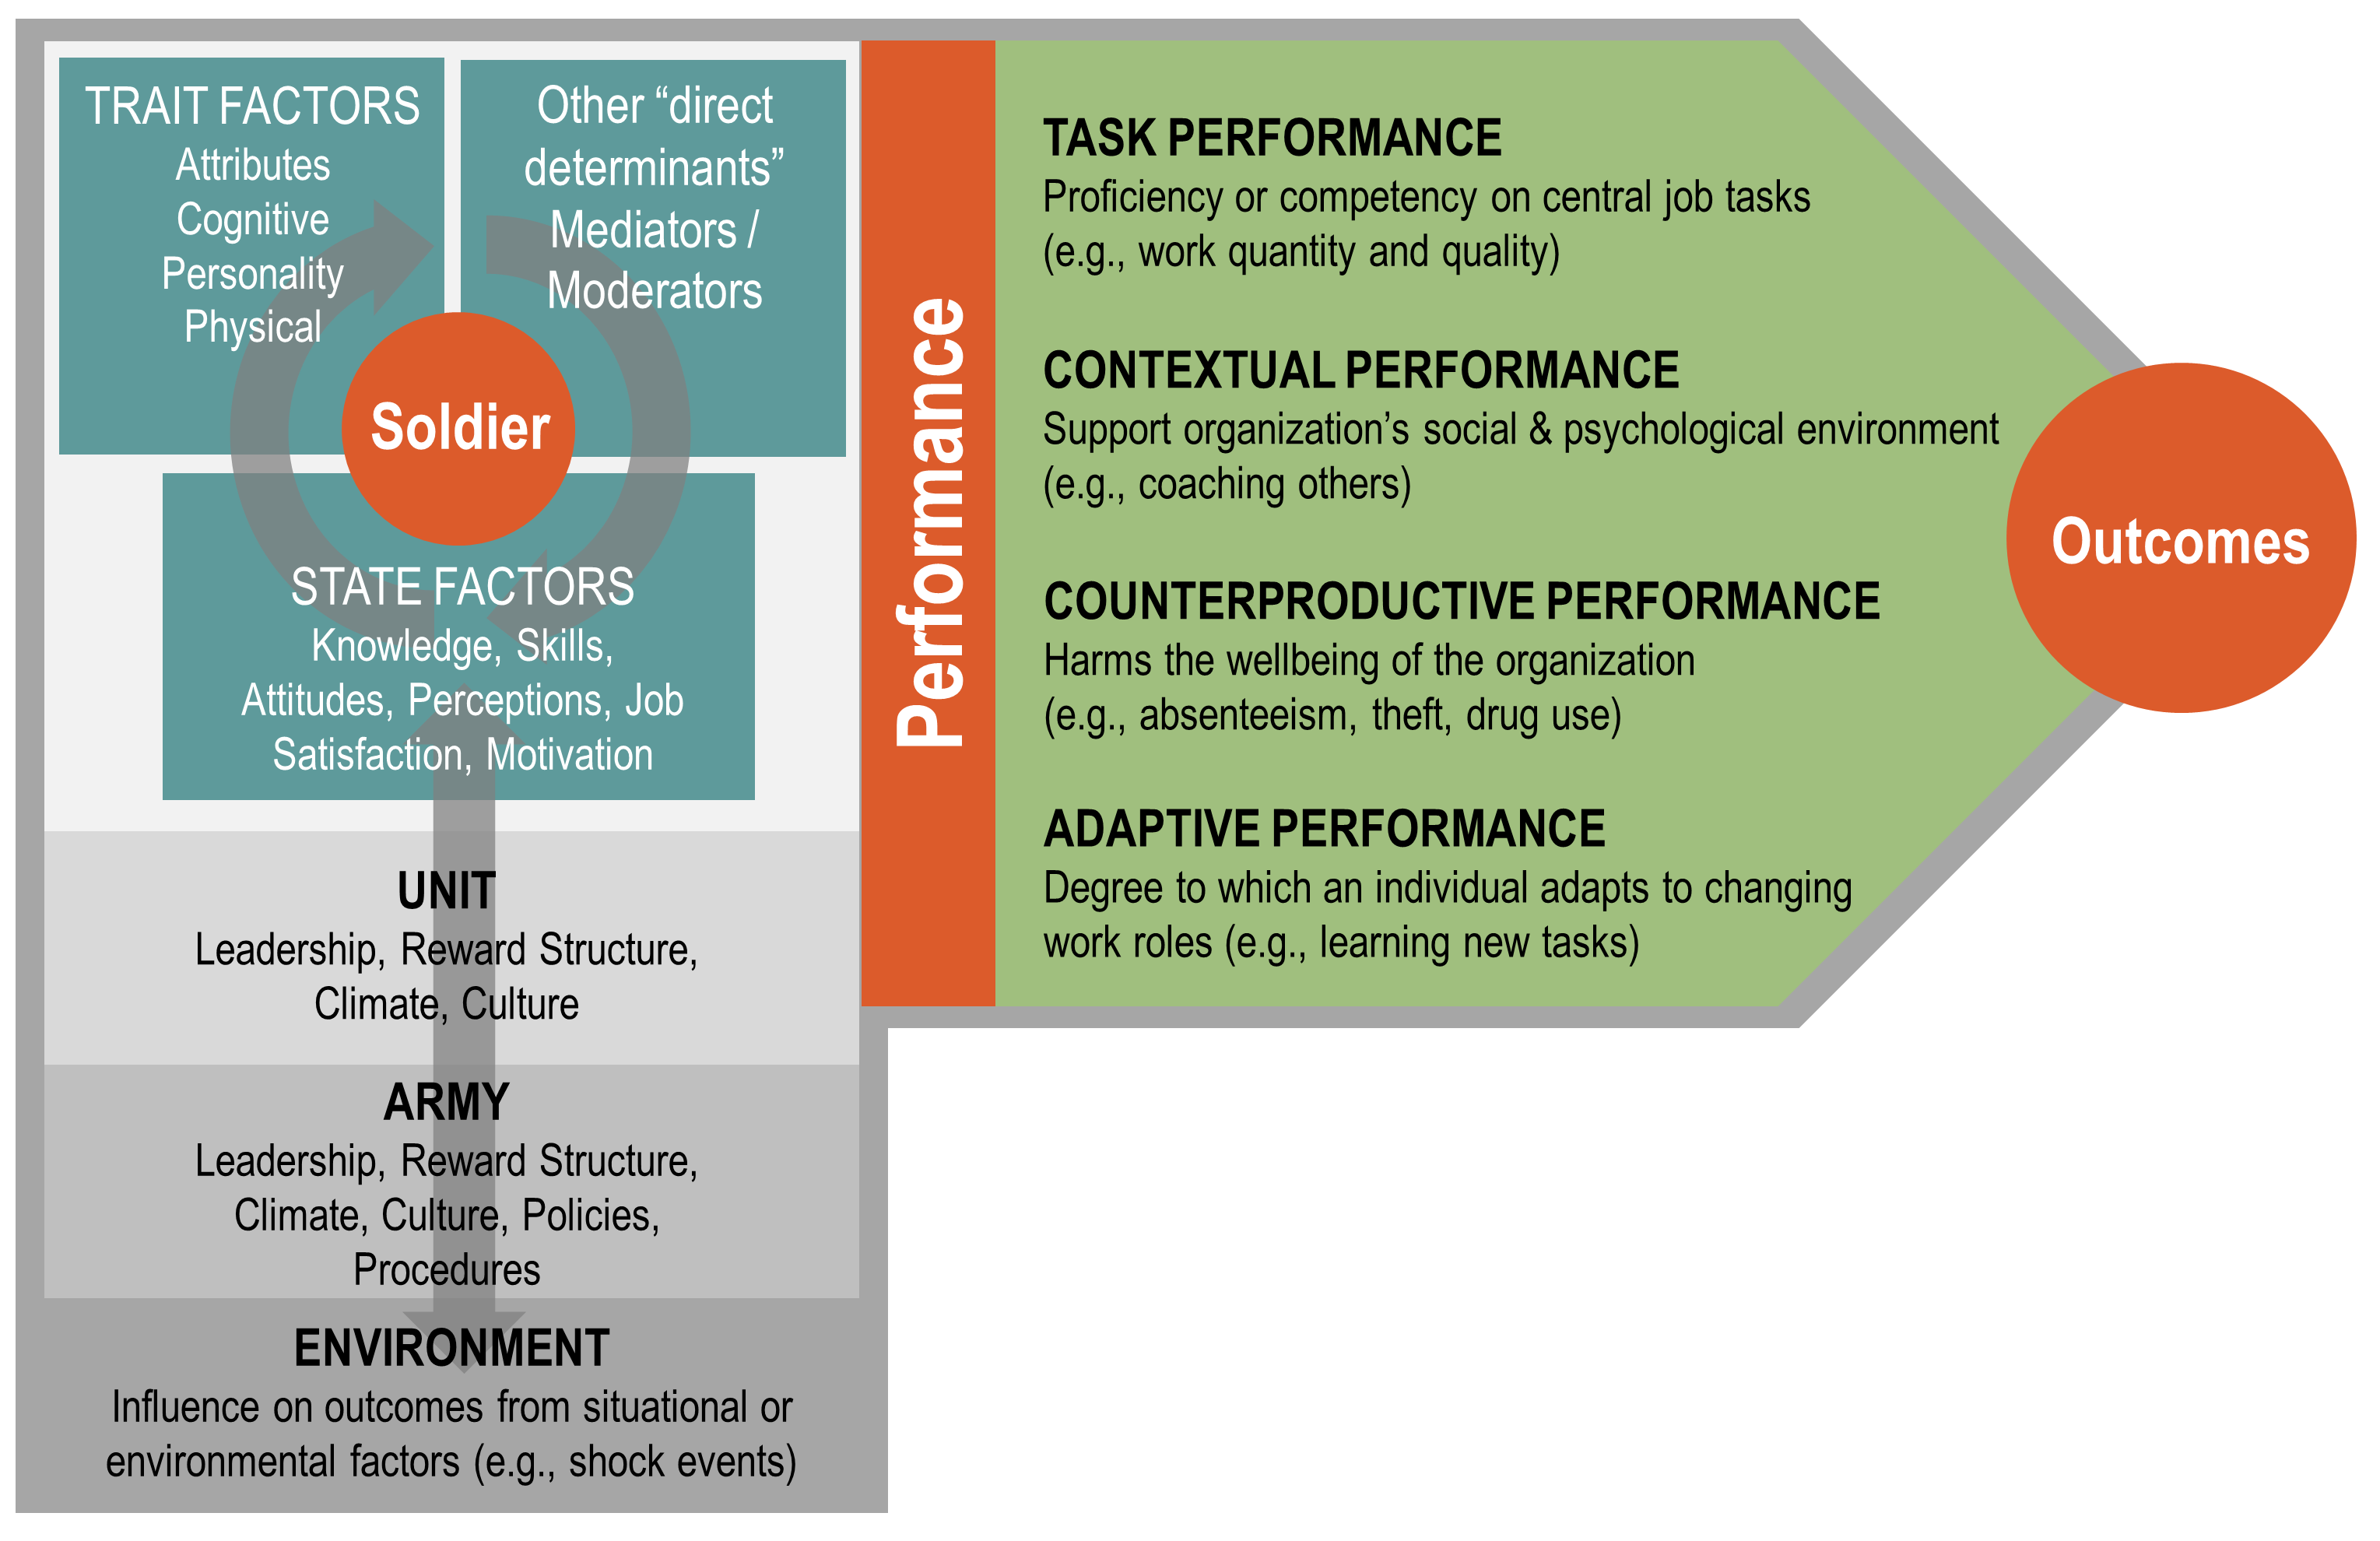 TRAIT FACTORS
Attributes
Cognitive
Personality
Physical
Other “direct
determinants”
Mediators /
Moderators
Soldier
STATE FACTORS
Knowledge, Skills,
Attitudes, Perceptions, Job
Satisfaction, Motivation
UNIT
Leadership, Reward Structure,
Climate, Culture
ARMY
Leadership, Reward Structure,
Climate, Culture, Policies,
Procedures
ENVIRONMENT
Influence on outcomes from situational or
environmental factors (e.g., shock events)
Performance
TASK PERFORMANCE
Proficiency or competency on central job tasks
(e.g., work quantity and quality)
CONTEXTUAL PERFORMANCE
Support organization’s social & psychological environment
(e.g., coaching others)
COUNTERPRODUCTIVE PERFORMANCE
Harms the wellbeing of the organization
(e.g., absenteeism, theft, drug use)
ADAPTIVE PERFORMANCE
Degree to which an individual adapts to changing
work roles (e.g., learning new tasks)
Outcomes